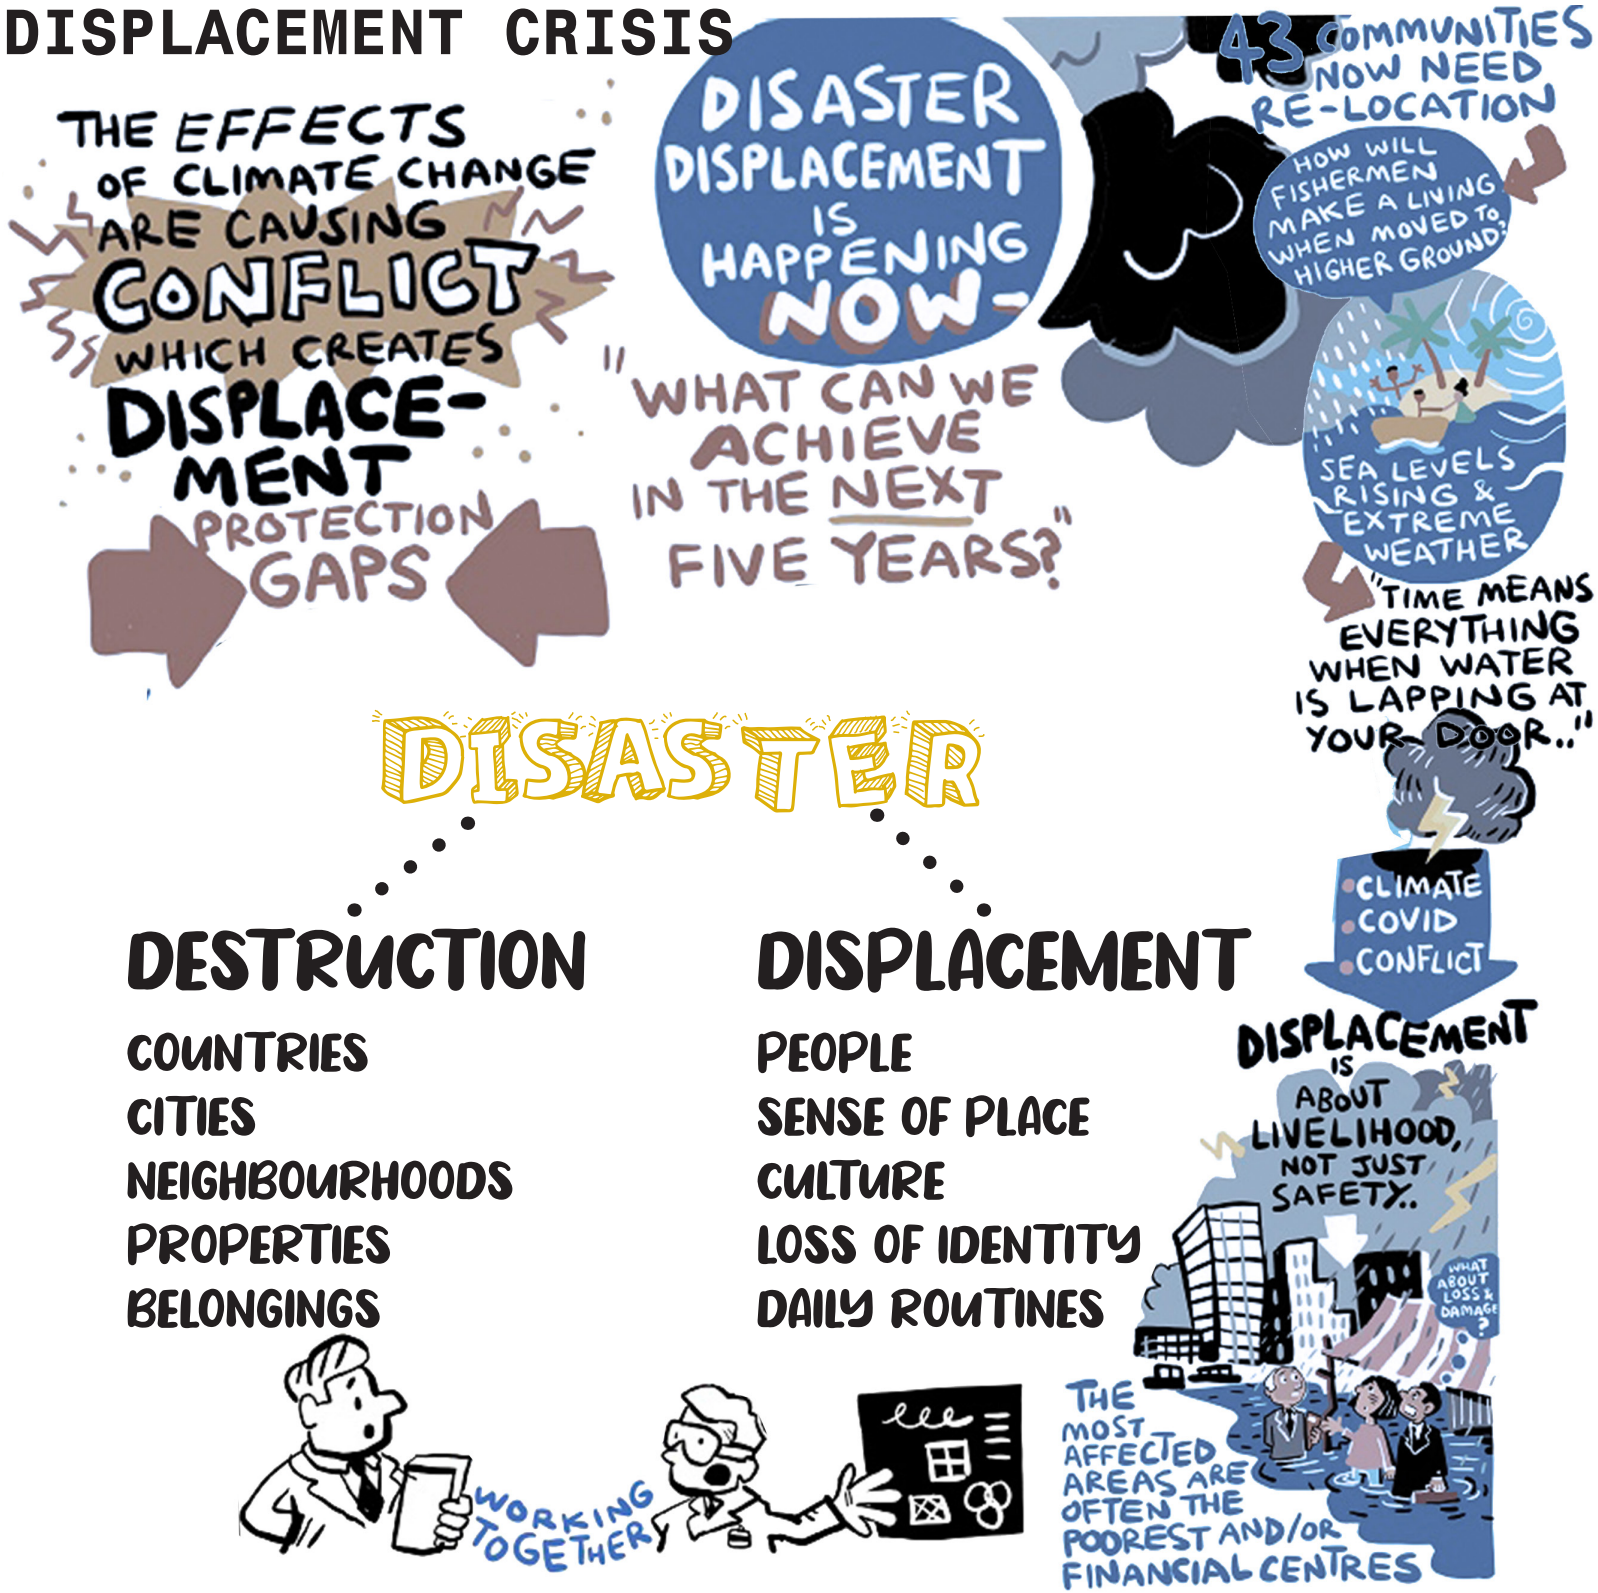 DISPLACEMENT CRISIS
THE EFFECTS
OF CLIMATE CHANGE
ARE CAUSING
CONFLICT
WHICH CREATES
DISPLACE-
MENT
PROTECTION
GAPS
DISASTER
DISPLACEMENT
IS
HAPPENING
NOW-
"WHAT CAN WE
ACHIEVE
IN THE NEXT
FIVE YEARS?"
43 COMMUNITIES
NOW NEED
RE-LOCATION
HOW WILL
FISHERMEN
MAKE A LIVING
WHEN MOVED TO
HIGHER GROUND?
SEA LEVELS
RISING &
EXTREME
WEATHER
"TIME MEANS
EVERYTHING
WHEN WATER
IS LAPPING AT
YOUR DOOR.."
•CLIMATE
•COVID
•CONFLICT
DISPLACEMENT
IS
ABOUT
LIVELIHOOD,
NOT JUST
SAFETY..
WHAT
ABOUT
LOSS &
DAMAGE
?
THE
MOST
AFFECTED
AREAS ARE
OFTEN THE
POOREST AND/OR
FINANCIAL CENTRES
DISASTER
DESTRUCTION
COUNTRIES
CITIES
NEIGHBOURHOODS
PROPERTIES
BELONGINGS
DISPLACEMENT
PEOPLE
SENSE OF PLACE
CULTURE
LOSS OF IDENTITY
DAILY ROUTINES
WORKING
TOGETHER